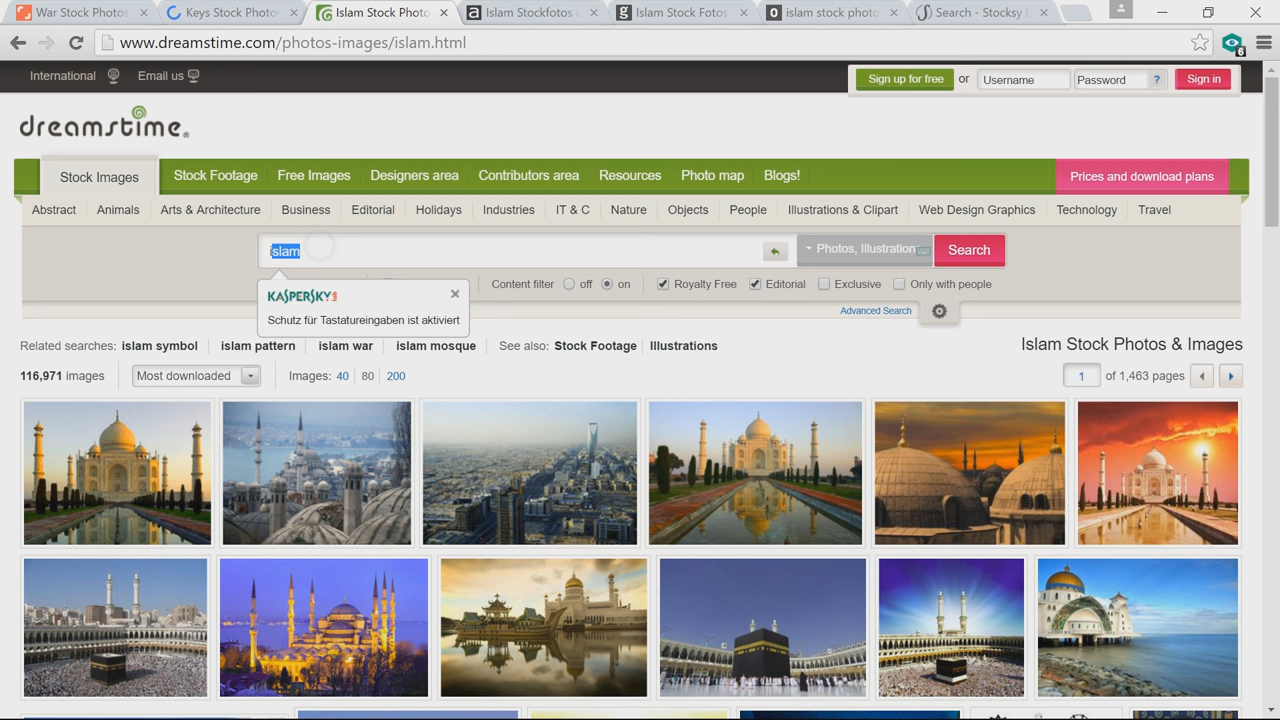 War Stock Photos
Keys Stock Photos
Islam Stock Photo
Islam Stockfotos
Islam Stock Fotos
islam stock photo
Search - Stocksy
www.dreamstime.com/photos-images/islam.html
6
International
Email us
Sign up for free or Username Password ? Sign in
dreamstime®
Stock Images Stock Footage Free Images Designers area Contributors area Resources Photo map Blogs! Prices and download plans
Abstract Animals Arts & Architecture Business Editorial Holidays Industries IT & C Nature Objects People Illustrations & Clipart Web Design Graphics Technology Travel
islam Photos, Illustration Search
Content filter off on Royalty Free Editorial Exclusive Only with people
KASPERSKY
Schutz für Tastatureingaben ist aktiviert
Advanced Search
Related searches: islam symbol islam pattern islam war islam mosque See also: Stock Footage Illustrations
Islam Stock Photos & Images
116,971 images Most downloaded Images: 40 80 200
1 of 1,463 pages